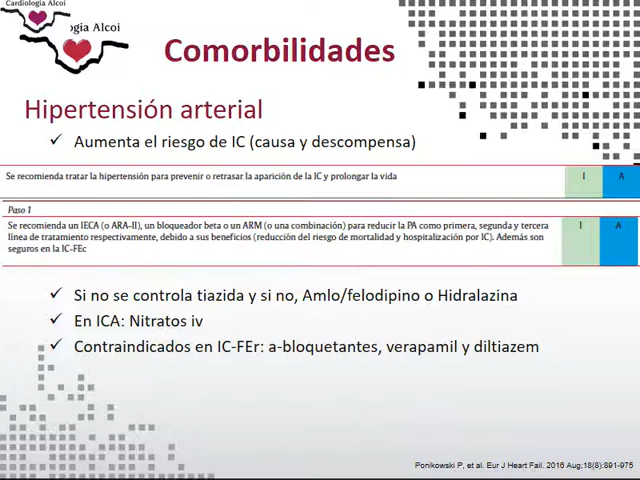 Cardiología Alcoi
logía Alcoi
Comorbilidades
Hipertensión arterial
✓ Aumenta el riesgo de IC (causa y descompensa)
Se recomienda tratar la hipertensión para prevenir o retrasar la aparición de la IC y prolongar la vida I A
Paso 1
Se recomienda un IECA (o ARA-II), un bloqueador beta o un ARM (o una combinación) para reducir la PA como primera, segunda y tercera I A
línea de tratamiento respectivamente, debido a sus beneficios (reducción del riesgo de mortalidad y hospitalización por IC). Además son
seguros en la IC-FEc
✓ Si no se controla tiazida y si no, Amlo/felodipino o Hidralazina
✓ En ICA: Nitratos iv
✓ Contraindicados en IC-FEr: a-bloquetantes, verapamil y diltiazem
Ponikowski P, et al. Eur J Heart Fail. 2016 Aug;18(8):891-975